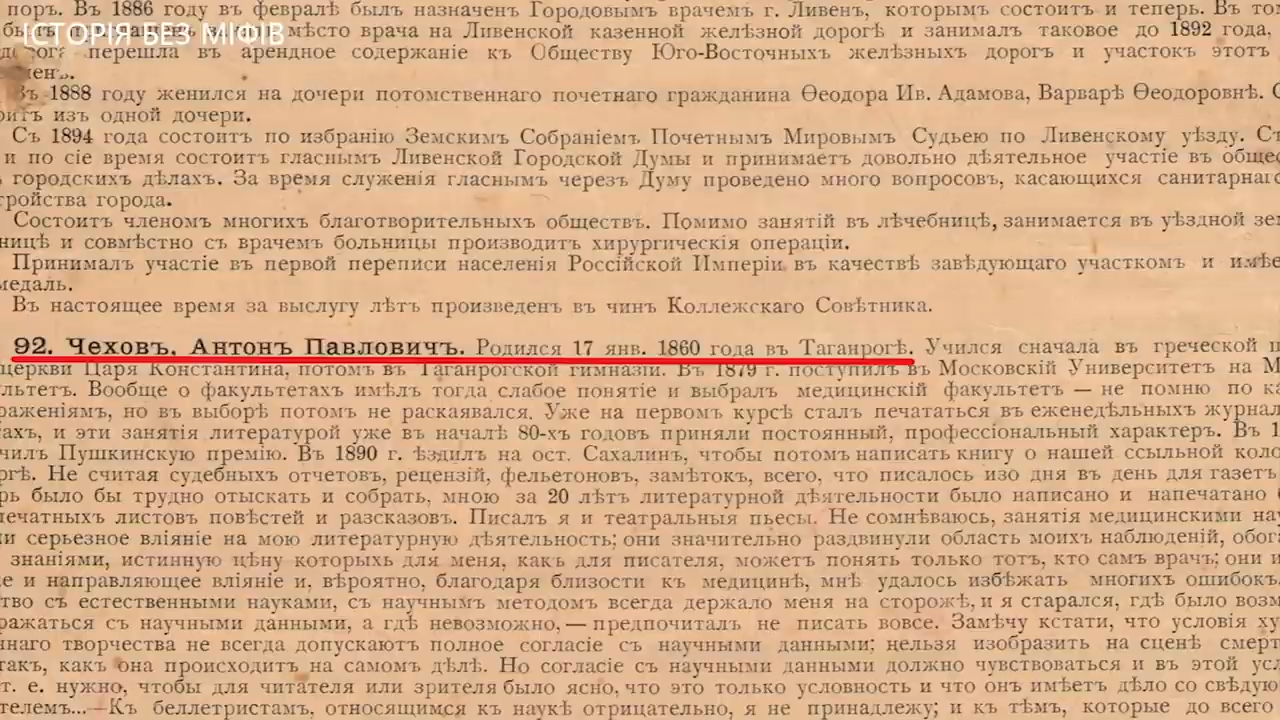 поръ. Въ 1886 году въ февралѣ былъ назначенъ Городовымъ врачемъ г. Ливенъ, которымъ состоитъ и теперь. Въ
ІСТОРІЯ БЕЗ МІФІВ
мѣсто врача на Ливенской казенной желѣзной дорогѣ и занималъ таковое до 1892 года,
перешла въ арендное содержаніе къ Обществу Юго-Восточныхъ желѣзныхъ дорогъ и участокъ этотъ
Въ 1888 году женился на дочери потомственнаго почетнаго гражданина Ѳеодора Ив. Адамова, Варварѣ Ѳеодоровнѣ.
изъ одной дочери.
Съ 1894 года состоитъ по избранію Земскимъ Собраніемъ Почетнымъ Мировымъ Судьею по Ливенскому уѣзду.
и по сіе время состоитъ гласнымъ Ливенской Городской Думы и принимаетъ довольно дѣятельное участіе въ
городскихъ дѣлахъ. За время служенія гласнымъ черезъ Думу проведено много вопросовъ, касающихся
тройства города.
Состоитъ членомъ многихъ благотворительныхъ обществъ. Помимо занятій въ лѣчебницѣ, занимается въ уѣздной зе
ницѣ и совмѣстно съ врачемъ больницы производитъ хирургическія операціи.
Принималъ участіе въ первой переписи населенія Россійской Имперіи въ качествѣ завѣдующаго участкомъ и имѣе
медаль.
Въ настоящее время за выслугу лѣтъ произведенъ въ чинъ Коллежскаго Совѣтника.
92. Чеховъ, Антонъ Павловичъ. Родился 17 янв. 1860 года въ Таганрогѣ. Учился сначала въ греческой
церкви Царя Константина, потомъ въ Таганрогской гимназіи. Въ 1879 г. поступилъ въ Московскій Университетъ на М
льтетъ. Вообще о факультетахъ имѣлъ тогда слабое понятіе и выбралъ медицинскій факультетъ — не помню по ка
раженіямъ, но въ выборѣ потомъ не раскаивался. Уже на первомъ курсѣ сталъ печататься въ еженедѣльныхъ журнал
ахъ, и эти занятія литературой уже въ началѣ 80-хъ годовъ приняли постоянный, профессіональный характеръ. Въ 1
чилъ Пушкинскую премію. Въ 1890 г. ѣздилъ на ост. Сахалинъ, чтобы потомъ написать книгу о нашей ссыльной коло
ргѣ. Не считая судебныхъ отчетовъ, рецензій, фельетоновъ, замѣтокъ, всего, что писалось изо дня въ день для газетъ,
рь было бы трудно отыскать и собрать, мною за 20 лѣтъ литературной дѣятельности было написано и напечатано
печатныхъ листовъ повѣстей и разсказовъ. Писалъ я и театральныя пьесы. Не сомнѣваюсь, занятія медицинскими нау
ли серьезное вліяніе на мою литературную дѣятельность; они значительно раздвинули область моихъ наблюденій, обог
знаніями, истинную цѣну которыхъ для меня, какъ для писателя, можетъ понять только тотъ, кто самъ врачъ; они и
е и направляющее вліяніе и, вѣроятно, благодаря близости къ медицинѣ, мнѣ удалось избѣжать многихъ ошибокъ.
тво съ естественными науками, съ научнымъ методомъ всегда держало меня на сторожѣ, и я старался, гдѣ было возм
ражаться съ научными данными, а гдѣ невозможно, — предпочиталъ не писать вовсе. Замѣчу кстати, что условія ху
ннаго творчества не всегда допускаютъ полное согласіе съ научными данными; нельзя изобразить на сценѣ смерт
такъ, какъ она происходитъ на самомъ дѣлѣ. Но согласіе съ научными данными должно чувствоваться и въ этой усл
т. е. нужно, чтобы для читателя или зрителя было ясно, что это только условность и что онъ имѣетъ дѣло со свѣдую
телемъ...—Къ беллетристамъ, относящимся къ наукѣ отрицательно, я не принадлежу; и къ тѣмъ, которые до всего